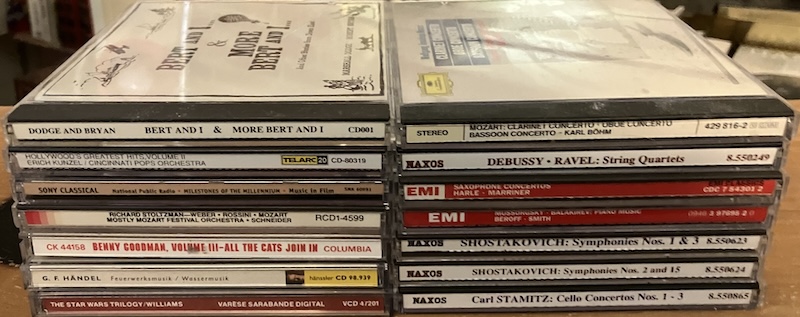 BERT AND I...
&
MORE
BERT AND I...
DODGE AND BRYAN BERT AND I & MORE BERT AND I CD001
HOLLYWOOD'S GREATEST HITS, VOLUME II
ERICH KUNZEL / CINCINNATI POPS ORCHESTRA
TELARC 20 CD-80319
SONY CLASSICAL National Public Radio - MILESTONES OF THE MILLENNIUM - Music in Film
RICHARD STOLTZMAN-WEBER • ROSSINI • MOZART
MOSTLY MOZART FESTIVAL ORCHESTRA • SCHNEIDER
RCD1-4599
CK 44158 BENNY GOODMAN, VOLUME III-ALL THE CATS JOIN IN COLUMBIA
G. F. HÄNDEL Feuerwerksmusik / Wassermusik hänssler CD 98.939
THE STAR WARS TRILOGY/WILLIAMS VARÈSE SARABANDE DIGITAL VCD 47201
CLARINET CONCERTO
STEREO
MOZART: CLARINET CONCERTO · OBOE CONCERTO
BASSOON CONCERTO – KARL BÖHM
429 816-2
NAXOS DEBUSSY • RAVEL: String Quartets 8.550249
EMI
SAXOPHONE CONCERTOS
HARLE · MARRINER
CDC 7 54301 2
EMI
MUSSORGSKY · BALAKIREV: PIANO MUSIC
BEROFF · SMITH
NAXOS SHOSTAKOVICH: Symphonies Nos. 1 & 3 8.550623
NAXOS SHOSTAKOVICH: Symphonies Nos. 2 and 15 8.550624
NAXOS Carl STAMITZ: Cello Concertos Nos. 1 - 3 8.550865